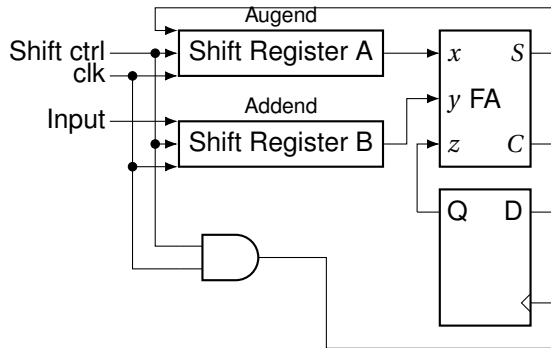 Augend
Shift ctrl
Shift Register A
x
S
clk
Addend
y FA
Input
Shift Register B
z
C
Q
D